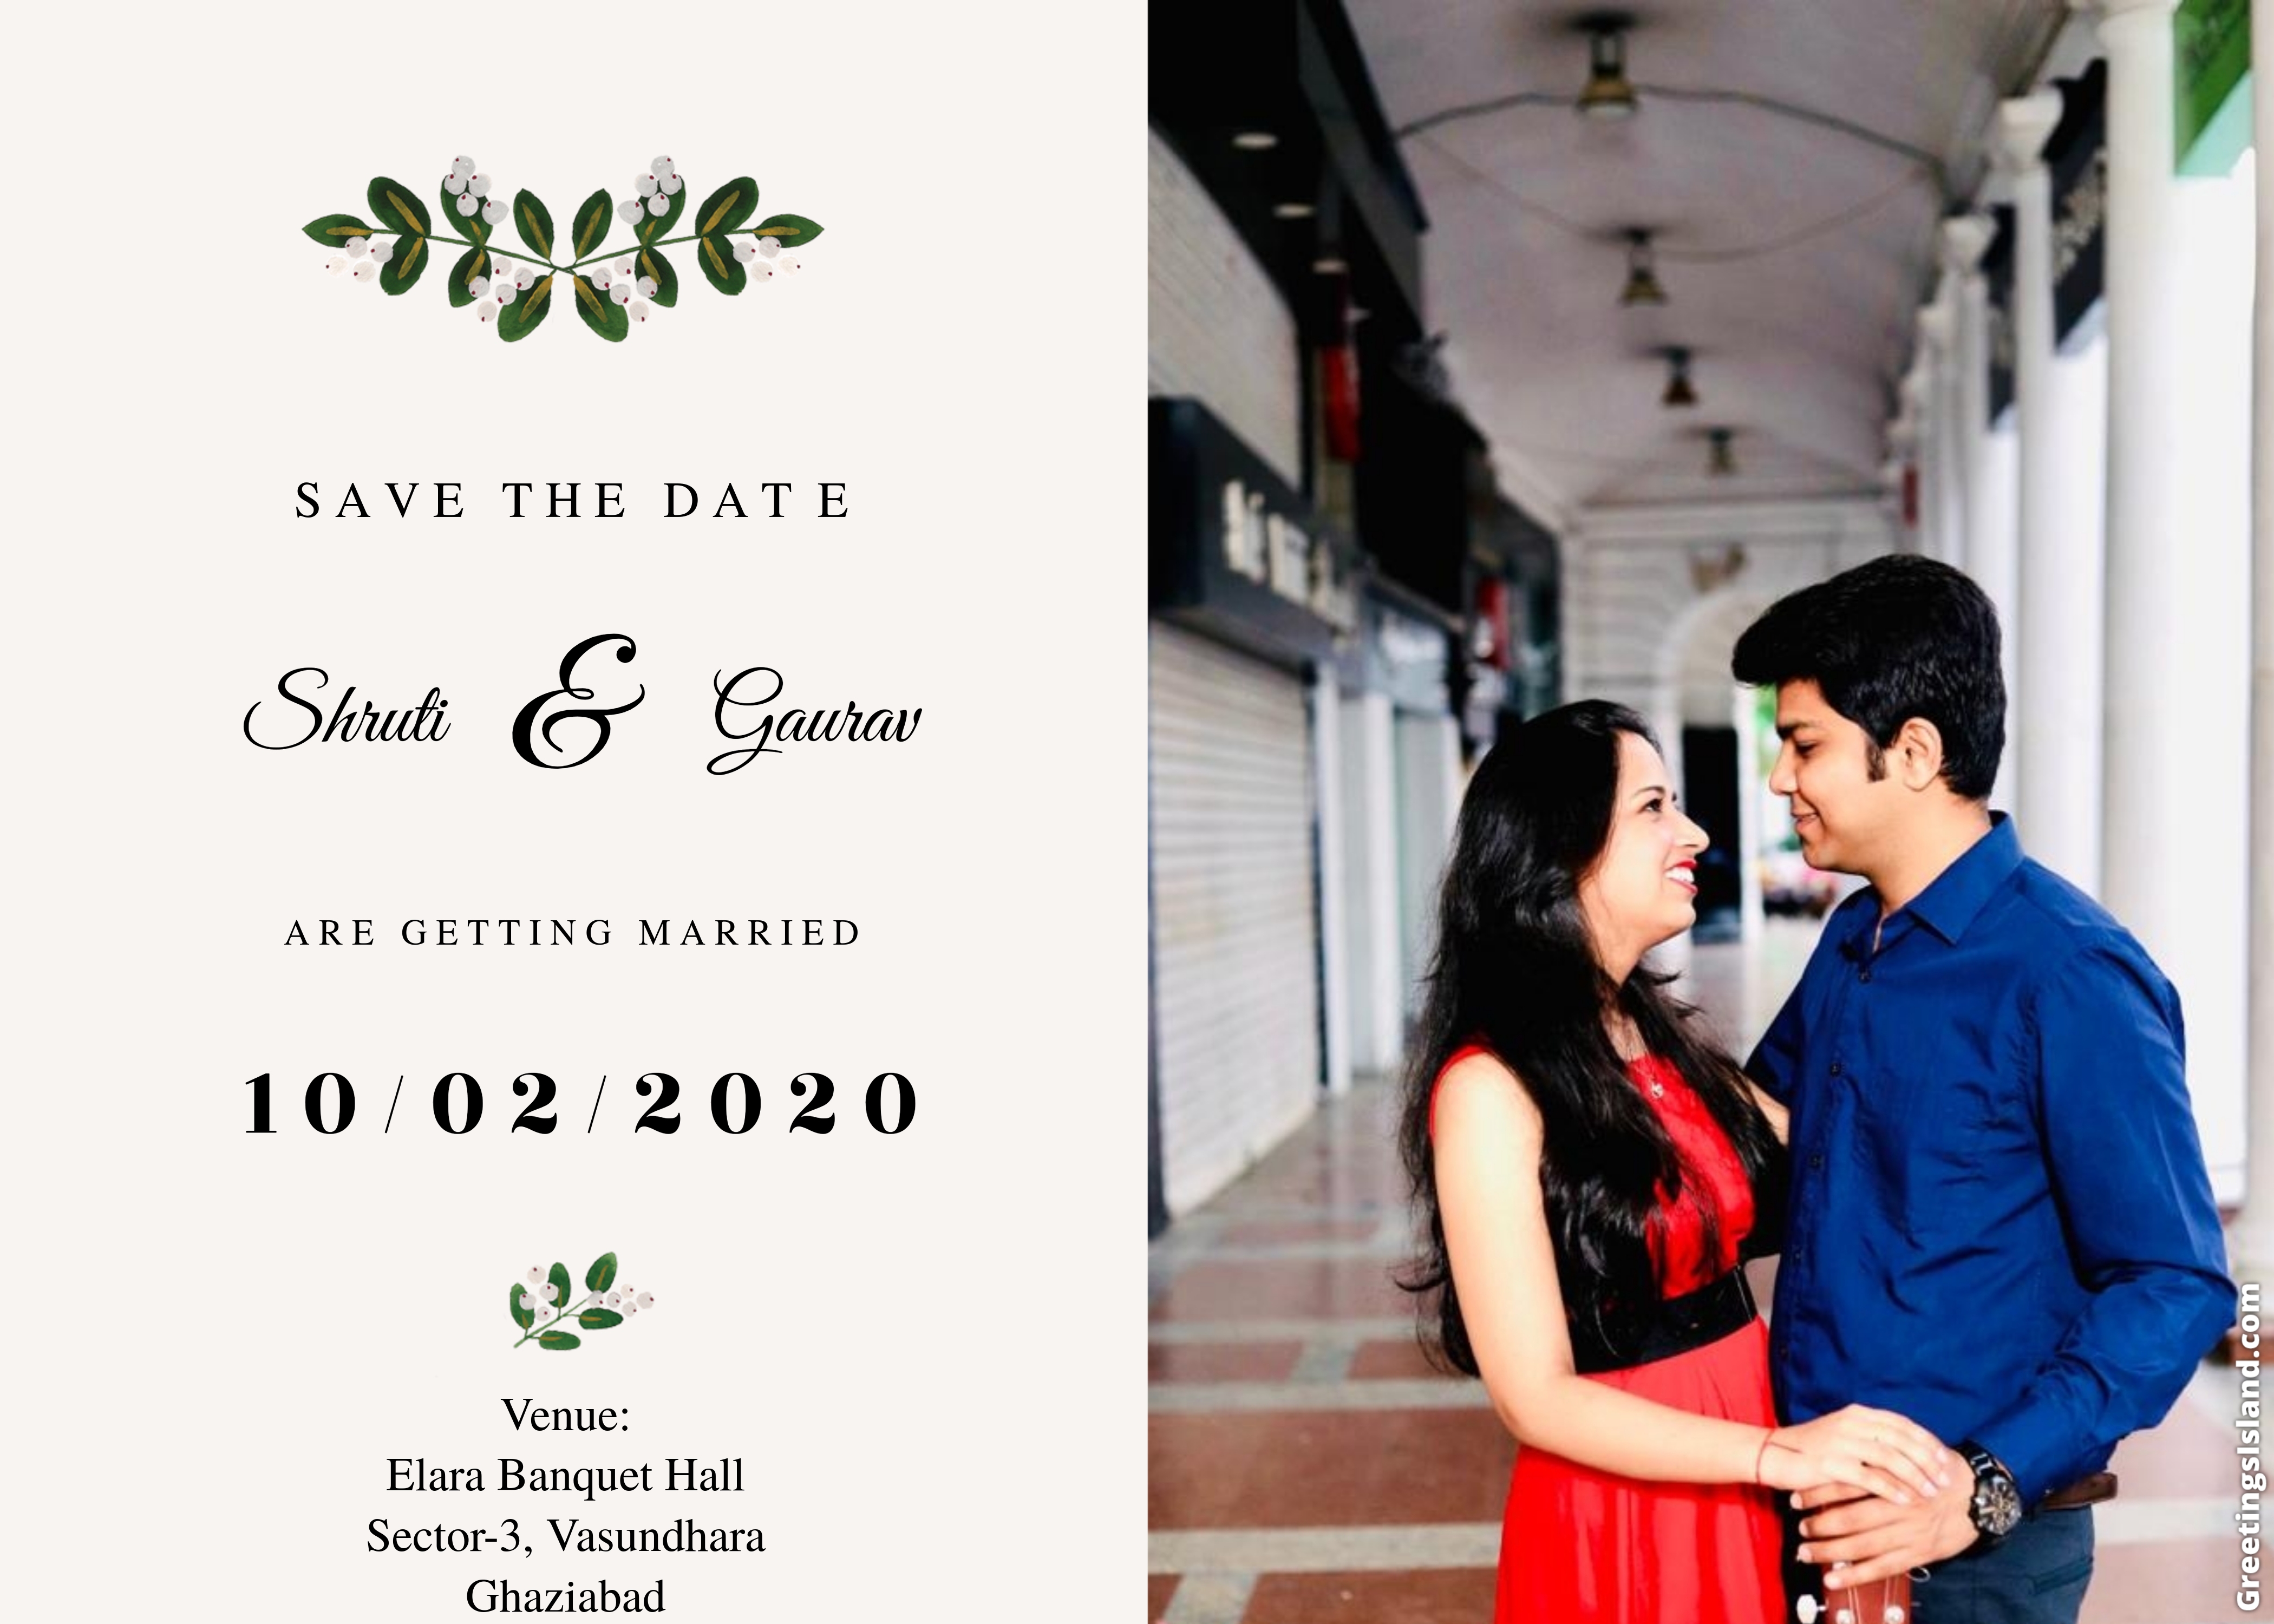 SAVE THE DATE
Shruti & Gaurav
ARE GETTING MARRIED
10/02/2020
Venue:
Elara Banquet Hall
Sector-3, Vasundhara
Ghaziabad
GreetingsIsland.com